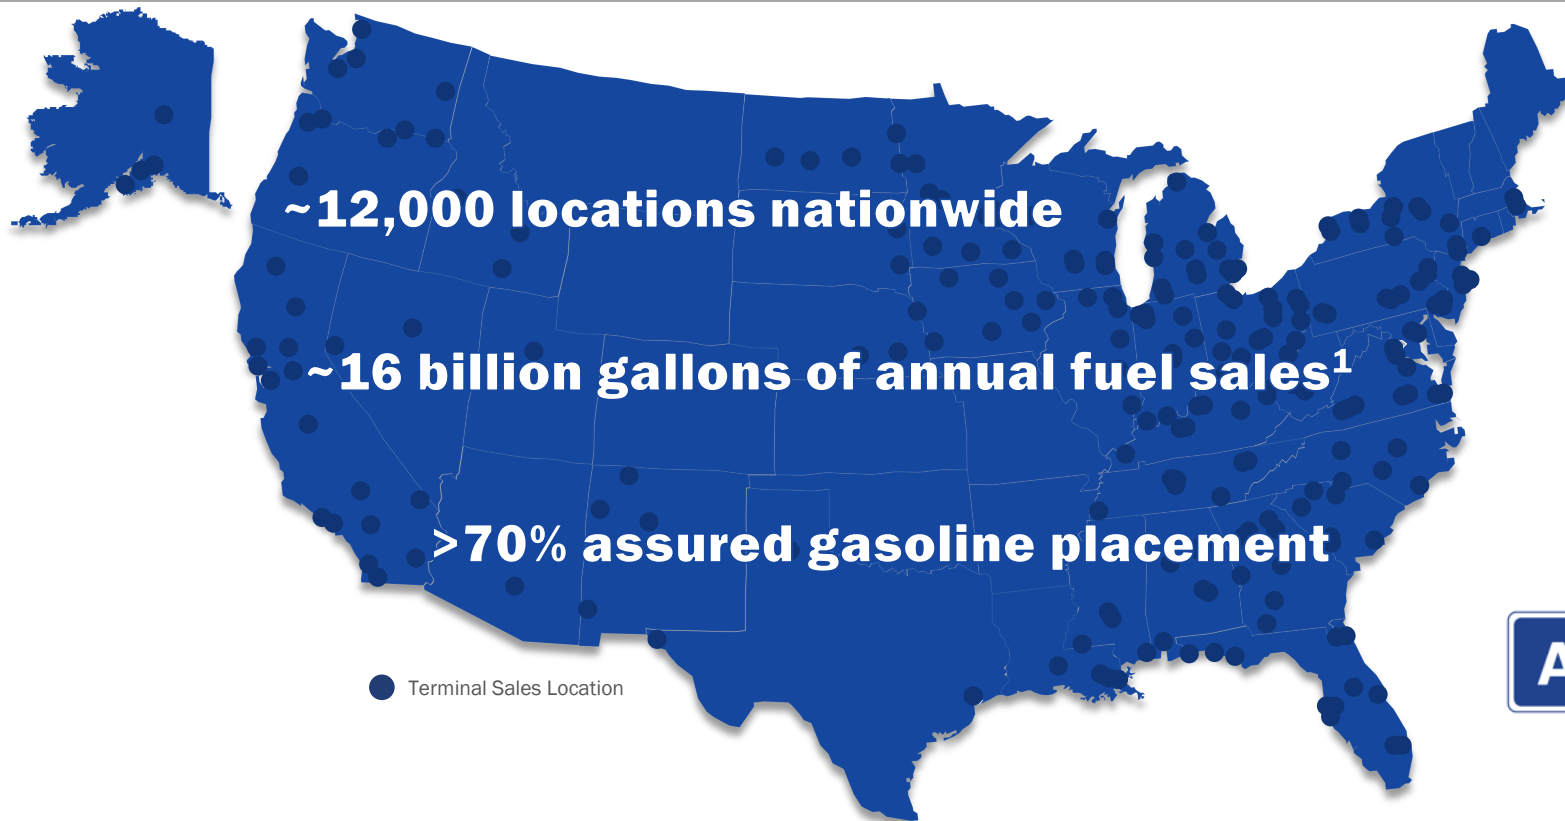 ~12,000 locations nationwide
~16 billion gallons of annual fuel sales¹
>70% assured gasoline placement
Terminal Sales Location
A